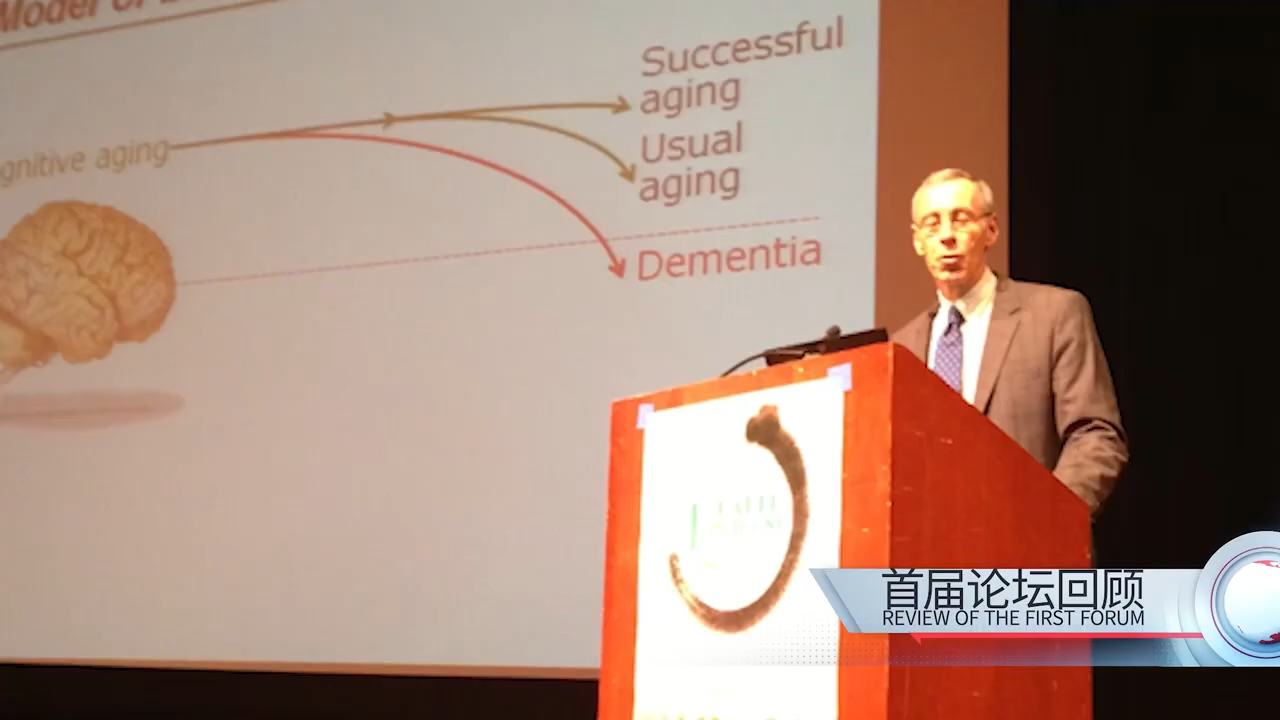 Model of
Successful
aging
gnitive aging
Usual
aging
Dementia
首届论坛回顾
REVIEW OF THE FIRST FORUM